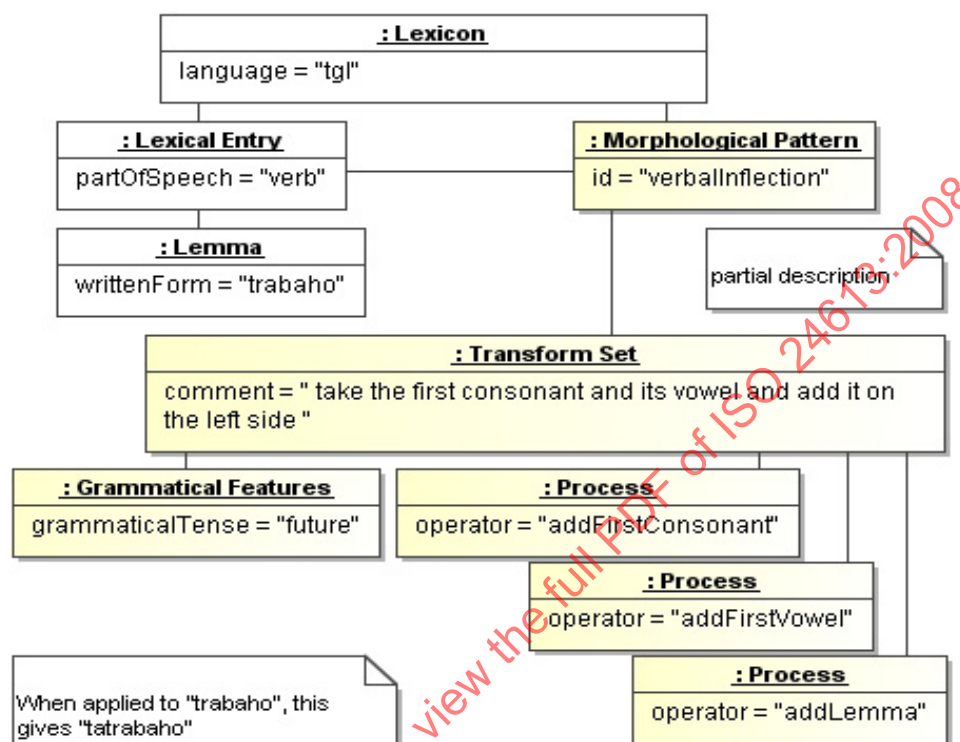 : Lexicon
language = "tgl"
: Lexical Entry
partOfSpeech = "verb"
: Morphological Pattern
id = "verbalInflection"
: Lemma
writtenForm = "trabaho"
partial description
: Transform Set
comment = " take the first consonant and its vowel and add it on
the left side "
: Grammatical Features
grammaticalTense = "future"
: Process
operator = "addFirstConsonant"
: Process
operator = "addFirstVowel"
: Process
operator = "addLemma"
When applied to "trabaho", this
gives "tatrabaho"
view the full PDF of ISO 24613:2008